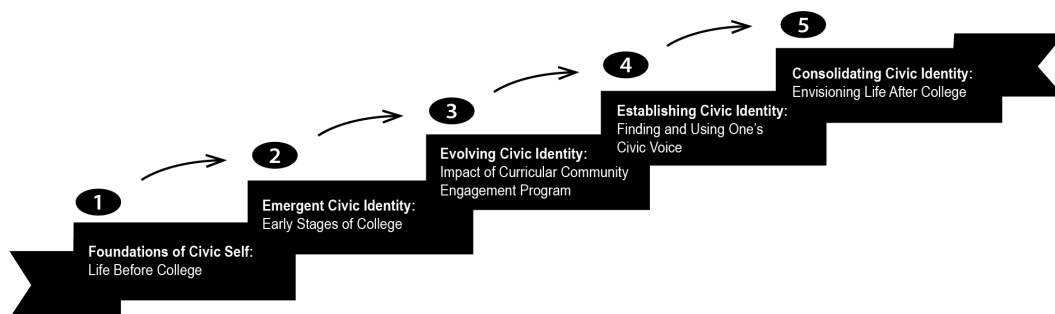 1
Foundations of Civic Self:
Life Before College
2
Emergent Civic Identity:
Early Stages of College
3
Evolving Civic Identity:
Impact of Curricular Community
Engagement Program
4
Establishing Civic Identity:
Finding and Using One’s
Civic Voice
5
Consolidating Civic Identity:
Envisioning Life After College